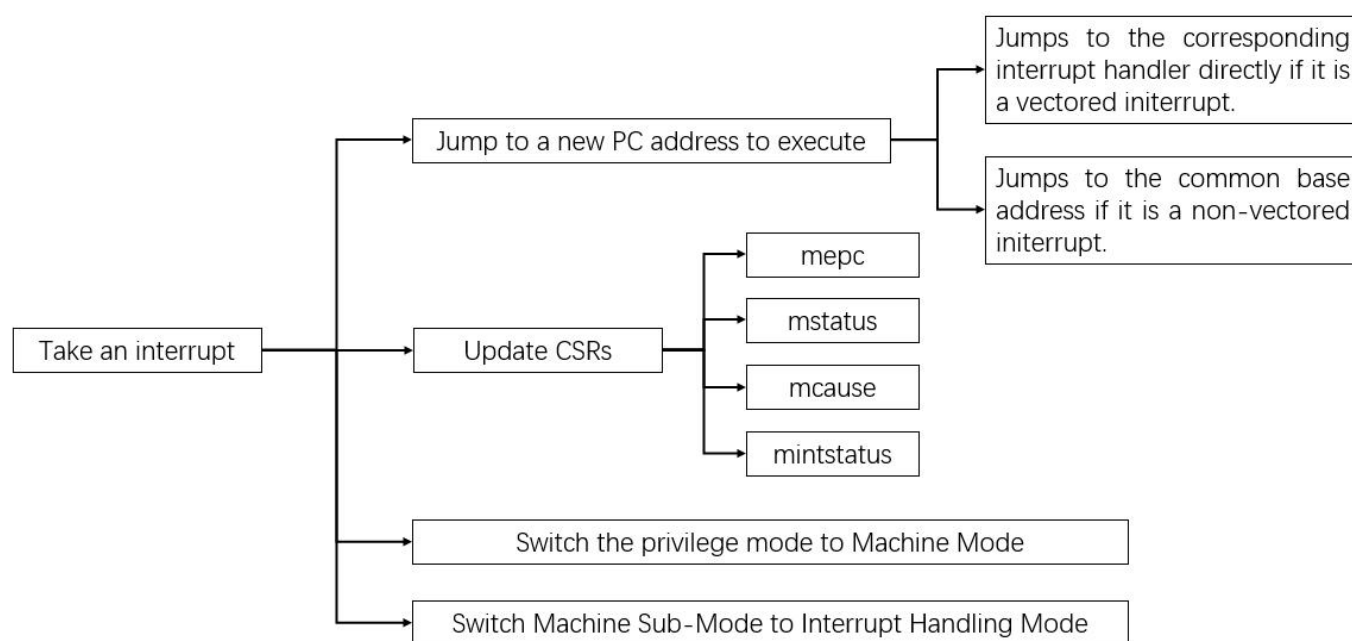 Jumps to the corresponding
interrupt handler directly if it is
a vectored initerrupt.
Jump to a new PC address to execute
Jumps to the common base
address if it is a non-vectored
initerrupt.
mepc
mstatus
Take an interrupt
Update CSRs
mcause
mintstatus
Switch the privilege mode to Machine Mode
Switch Machine Sub-Mode to Interrupt Handling Mode